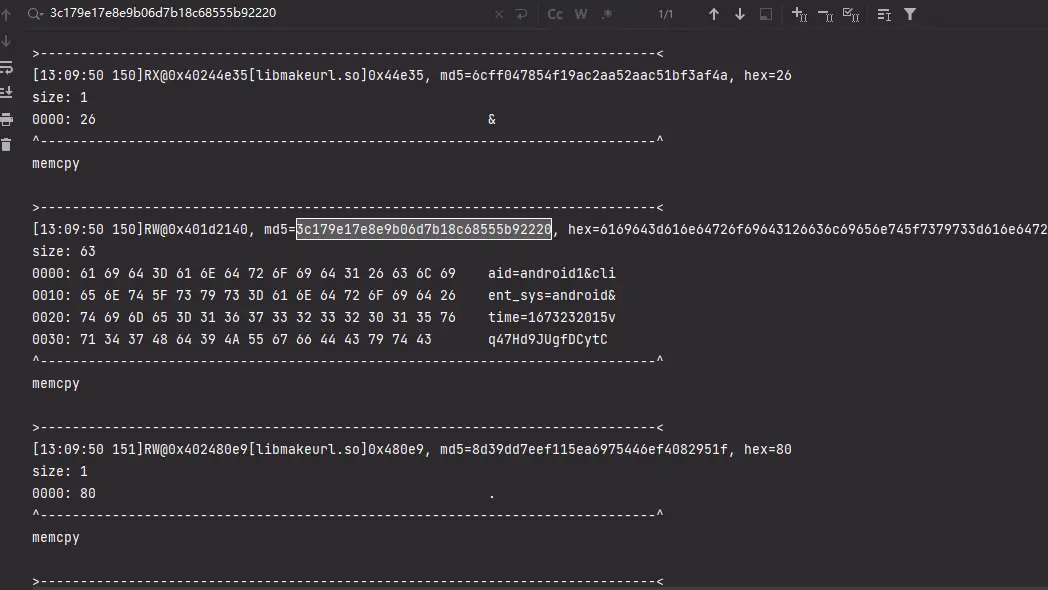 3c179e17e8e9b06d7b18c68555b92220 × Cc W .* 1/1
>-----------------------------------------------------------------------------<
[13:09:50 150]RX@0x40244e35[libmakeurl.so]0x44e35, md5=6cff047854f19ac2aa52aac51bf3af4a, hex=26
size: 1
0000: 26 &
^-----------------------------------------------------------------------------^
memcpy
>-----------------------------------------------------------------------------<
[13:09:50 150]RW@0x401d2140, md5=3c179e17e8e9b06d7b18c68555b92220, hex=6169643d616e64726f69643126636c69656e745f7379733d616e6472
size: 63
0000: 61 69 64 3D 61 6E 64 72 6F 69 64 31 26 63 6C 69 aid=android1&cli
0010: 65 6E 74 5F 73 79 73 3D 61 6E 64 72 6F 69 64 26 ent_sys=android&
0020: 74 69 6D 65 3D 31 36 37 33 32 33 32 30 31 35 76 time=1673232015v
0030: 71 34 37 48 64 39 4A 55 67 66 44 43 79 74 43 q47Hd9JUgfDCytC
^-----------------------------------------------------------------------------^
memcpy
>-----------------------------------------------------------------------------<
[13:09:50 151]RW@0x402480e9[libmakeurl.so]0x480e9, md5=8d39dd7eef115ea6975446ef4082951f, hex=80
size: 1
0000: 80 .
^-----------------------------------------------------------------------------^
memcpy
>-----------------------------------------------------------------------------<